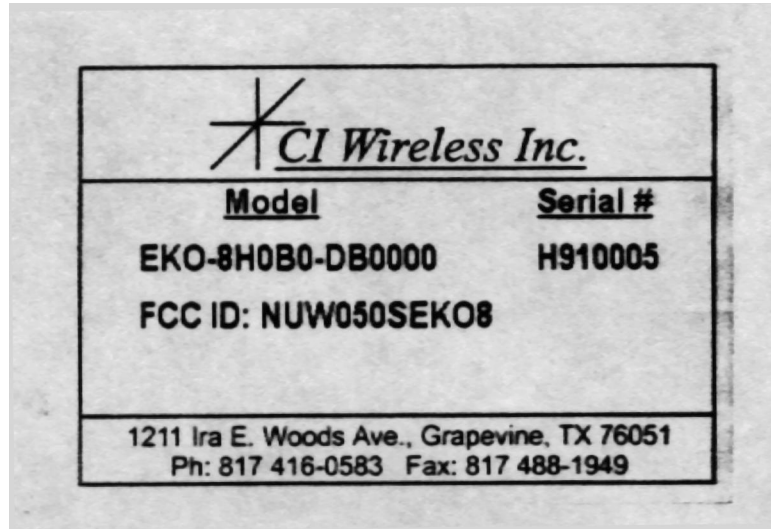 CI Wireless Inc.
Model Serial #
EKO-8H0B0-DB0000 H910005
FCC ID: NUW050SEKO8
1211 Ira E. Woods Ave., Grapevine, TX 76051
Ph: 817 416-0583 Fax: 817 488-1949